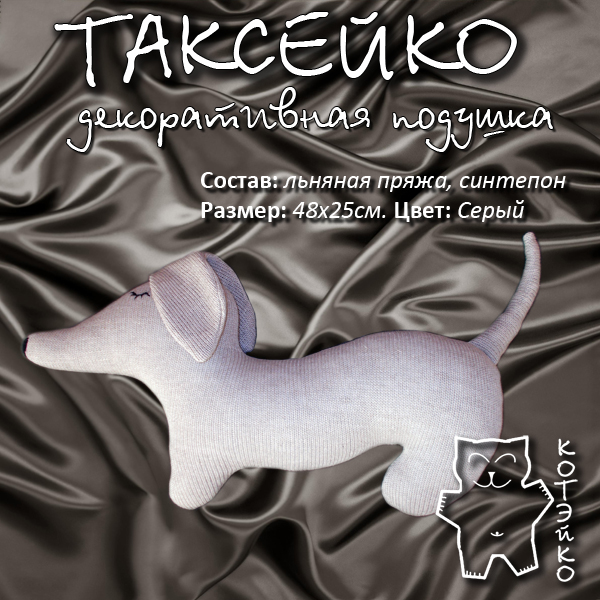 ТАКСЕЙКО
декоративная подушка
Состав: льняная пряжа, синтепон
Размер: 48х25см. Цвет: Серый
КОТЭЙКО